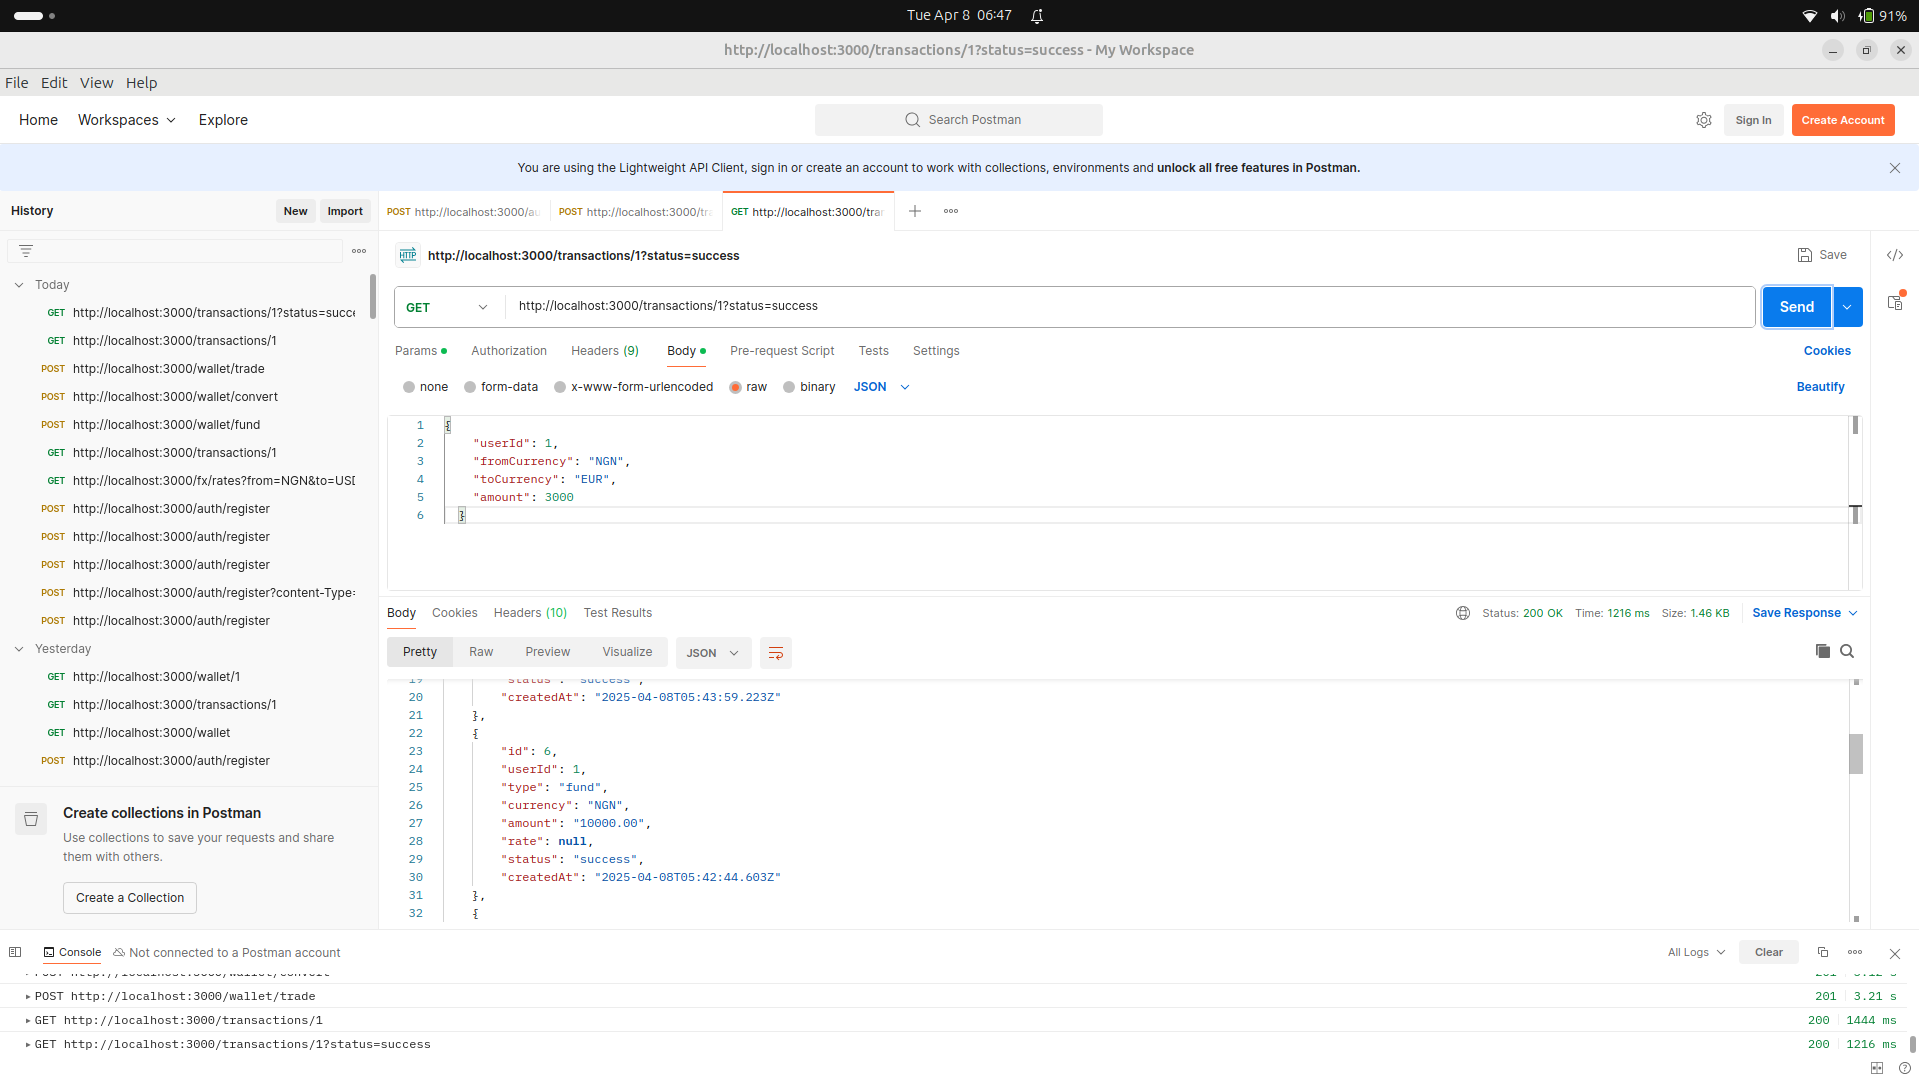 Tue Apr 8 06:47
91%
http://localhost:3000/transactions/1?status=success - My Workspace
File Edit View Help
Home Workspaces Explore
Search Postman
Sign In Create Account
You are using the Lightweight API Client, sign in or create an account to work with collections, environments and unlock all free features in Postman.
History New Import
POST http://localhost:3000/au
POST http://localhost:3000/tr
GET http://localhost:3000/tra
HTTP http://localhost:3000/transactions/1?status=success
Save
Today
GET http://localhost:3000/transactions/1?status=succe
GET http://localhost:3000/transactions/1
POST http://localhost:3000/wallet/trade
POST http://localhost:3000/wallet/convert
POST http://localhost:3000/wallet/fund
GET http://localhost:3000/transactions/1
GET http://localhost:3000/fx/rates?from=NGN&to=USD
POST http://localhost:3000/auth/register
POST http://localhost:3000/auth/register
POST http://localhost:3000/auth/register
POST http://localhost:3000/auth/register?content-Type=
POST http://localhost:3000/auth/register
Yesterday
GET http://localhost:3000/wallet/1
GET http://localhost:3000/transactions/1
GET http://localhost:3000/wallet
POST http://localhost:3000/auth/register
Create collections in Postman
Use collections to save your requests and share
them with others.
Create a Collection
GET http://localhost:3000/transactions/1?status=success
Send
Params Authorization Headers (9) Body Pre-request Script Tests Settings
Cookies
none form-data x-www-form-urlencoded raw binary JSON
Beautify
1 {
2 "userId": 1,
3 "fromCurrency": "NGN",
4 "toCurrency": "EUR",
5 "amount": 3000
6 }
Body Cookies Headers (10) Test Results
Status: 200 OK Time: 1216 ms Size: 1.46 KB Save Response
Pretty Raw Preview Visualize JSON
19 "status": "success",
20 "createdAt": "2025-04-08T05:43:59.223Z"
21 },
22 {
23 "id": 6,
24 "userId": 1,
25 "type": "fund",
26 "currency": "NGN",
27 "amount": "10000.00",
28 "rate": null,
29 "status": "success",
30 "createdAt": "2025-04-08T05:42:44.603Z"
31 },
32 {
Console Not connected to a Postman account
All Logs Clear
POST http://localhost:3000/wallet/convert
POST http://localhost:3000/wallet/trade 201 3.21 s
GET http://localhost:3000/transactions/1 200 1444 ms
GET http://localhost:3000/transactions/1?status=success 200 1216 ms